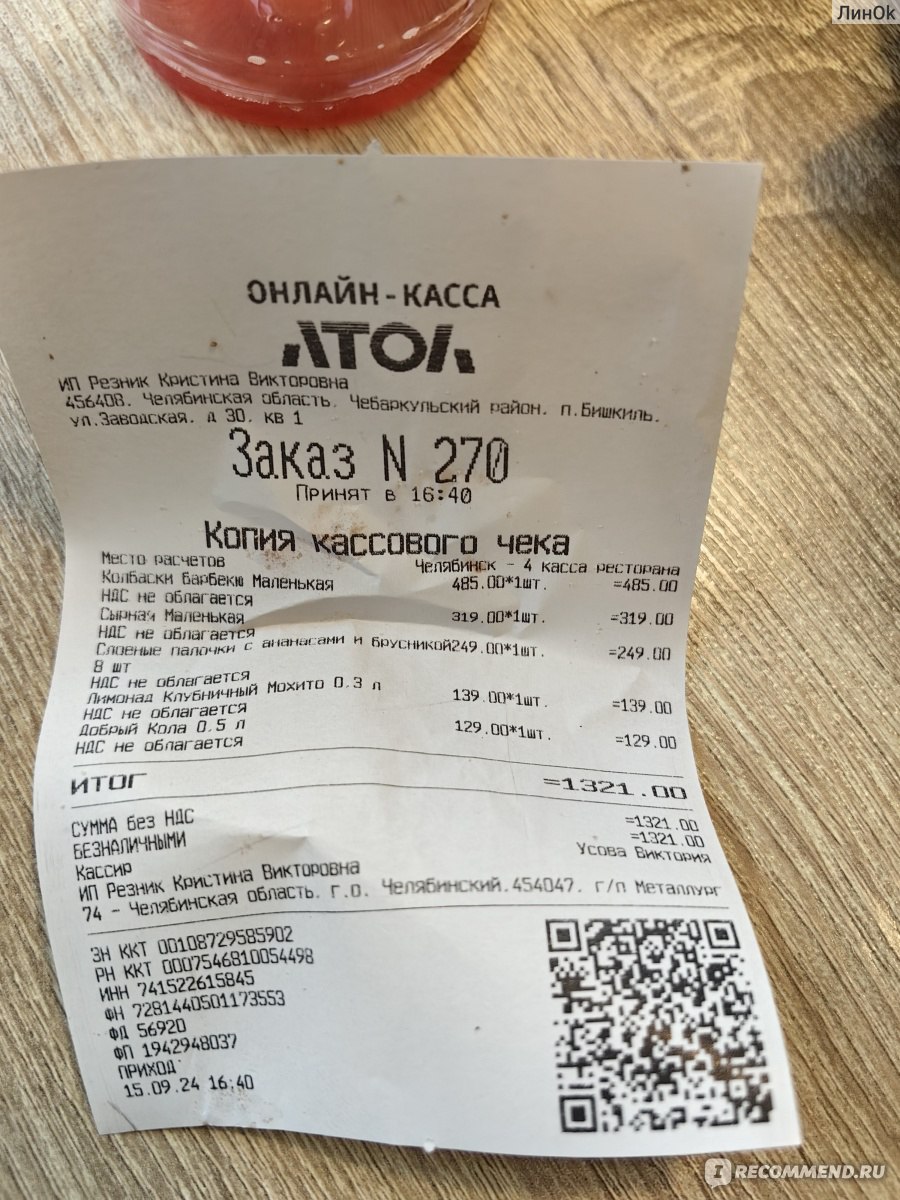 ЛинOk
ОНЛАЙН-КАССА
АТОЛ
ИП Резник Кристина Викторовна
456408, Челябинская область, Чебаркульский район, п.Бишкиль,
ул.Заводская, д 30, кв 1
Заказ N 270
Принят в 16:40
Копия кассового чека
Место расчетов Челябинск - 4 касса ресторана
Колбаски Барбекю Маленькая 485.00*1шт. =485.00
НДС не облагается
Сырная Маленькая 319.00*1шт. =319.00
НДС не облагается
Слоеные палочки с ананасами и брусникой249.00*1шт. =249.00
8 шт
НДС не облагается
Лимонад Клубничный Мохито 0,3 л 139.00*1шт. =139.00
НДС не облагается
Добрый Кола 0,5 л 129.00*1шт. =129.00
НДС не облагается
ИТОГ =1321.00
СУММА без НДС =1321.00
БЕЗНАЛИЧНЫМИ =1321.00
Кассир Усова Виктория
ИП Резник Кристина Викторовна
74 - Челябинская область, г.о. Челябинский,454047, г/п Металлург
ЗН ККТ 00108729585902
РН ККТ 0007546810054498
ИНН 741522615845
ФН 7281440501173553
ФД 56920
ФП 1942948037
ПРИХОД
15.09.24 16:40
IRECOMMEND.RU